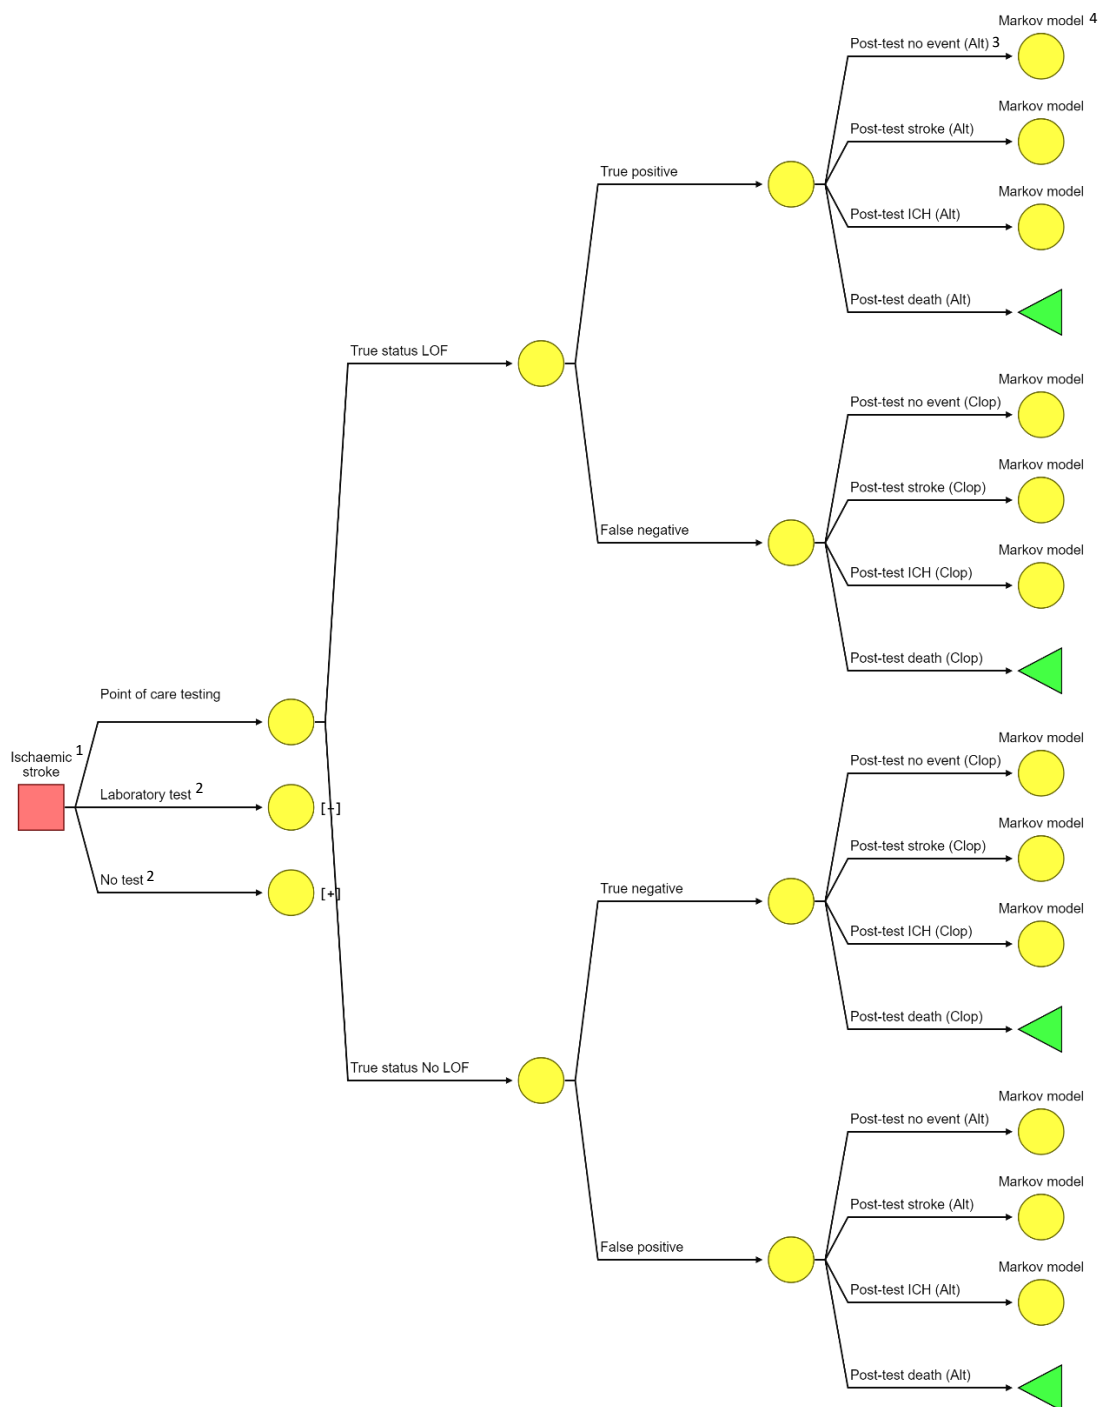 Markov model 4
Post-test no event (Alt) 3
Markov model
Post-test stroke (Alt)
True positive
Markov model
Post-test ICH (Alt)
Post-test death (Alt)
True status LOF
Markov model
Post-test no event (Clop)
Markov model
Post-test stroke (Clop)
False negative
Markov model
Post-test ICH (Clop)
Post-test death (Clop)
Point of care testing
Ischaemic 1
stroke
Laboratory test 2
[+]
No test 2
[+]
Markov model
Post-test no event (Clop)
Markov model
Post-test stroke (Clop)
True negative
Markov model
Post-test ICH (Clop)
Post-test death (Clop)
True status No LOF
Markov model
Post-test no event (Alt)
Markov model
Post-test stroke (Alt)
False positive
Markov model
Post-test ICH (Alt)
Post-test death (Alt)